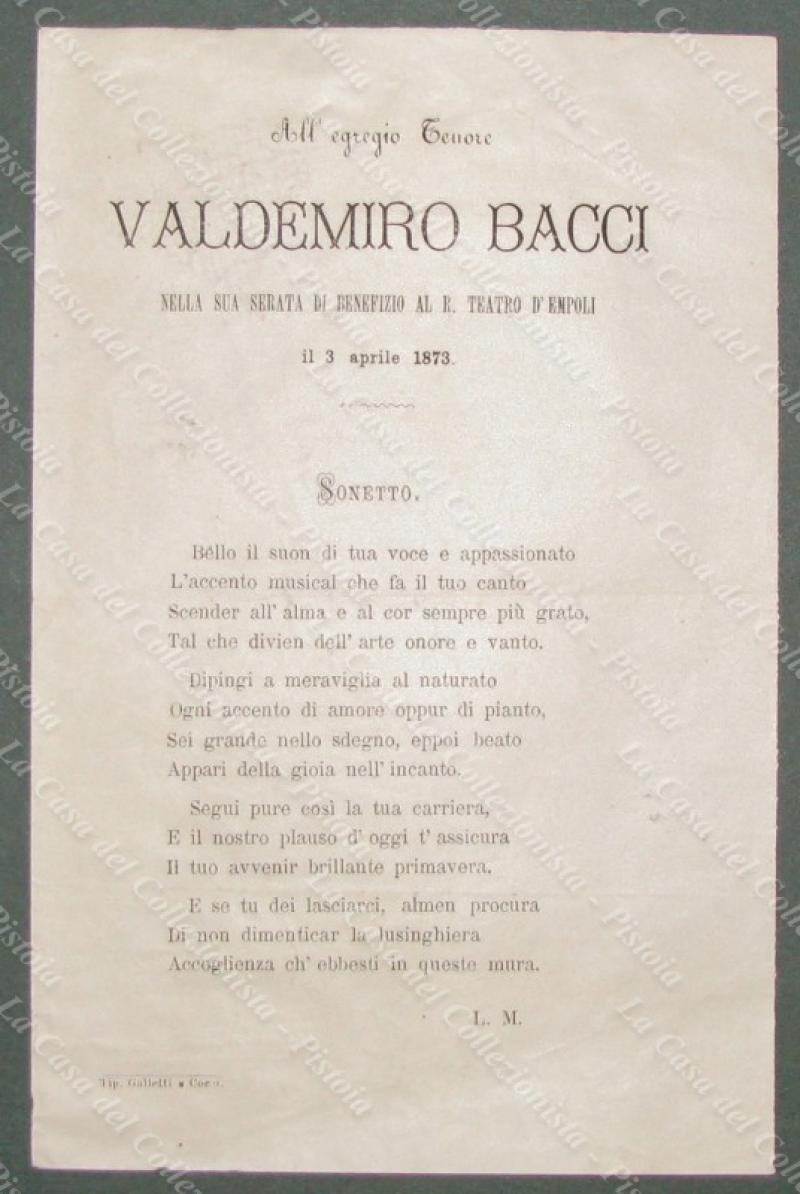 All' egregio Tenore
VALDEMIRO BACCI
NELLA SUA SERATA DI BENEFIZIO AL R. TEATRO D'EMPOLI
il 3 aprile 1873.
SONETTO.
Bello il suon di tua voce e appassionato
L'accento musical che fa il tuo canto
Scender all' alma e al cor sempre più grato,
Tal che divien dell' arte onore e vanto.
Dipingi a meraviglia al naturato
Ogni accento di amore oppur di pianto,
Sei grande nello sdegno, eppoi beato
Appari della gioia nell' incanto.
Segui pure così la tua carriera,
E il nostro plauso d' oggi t' assicura
Il tuo avvenir brillante primavera.
E se tu dei lasciarci, almen procura
Di non dimenticar la lusinghiera
Accoglienza ch' ebbesti in queste mura.
L. M.
Tip. Galletti e
La Casa del Collezionista - Pistoia